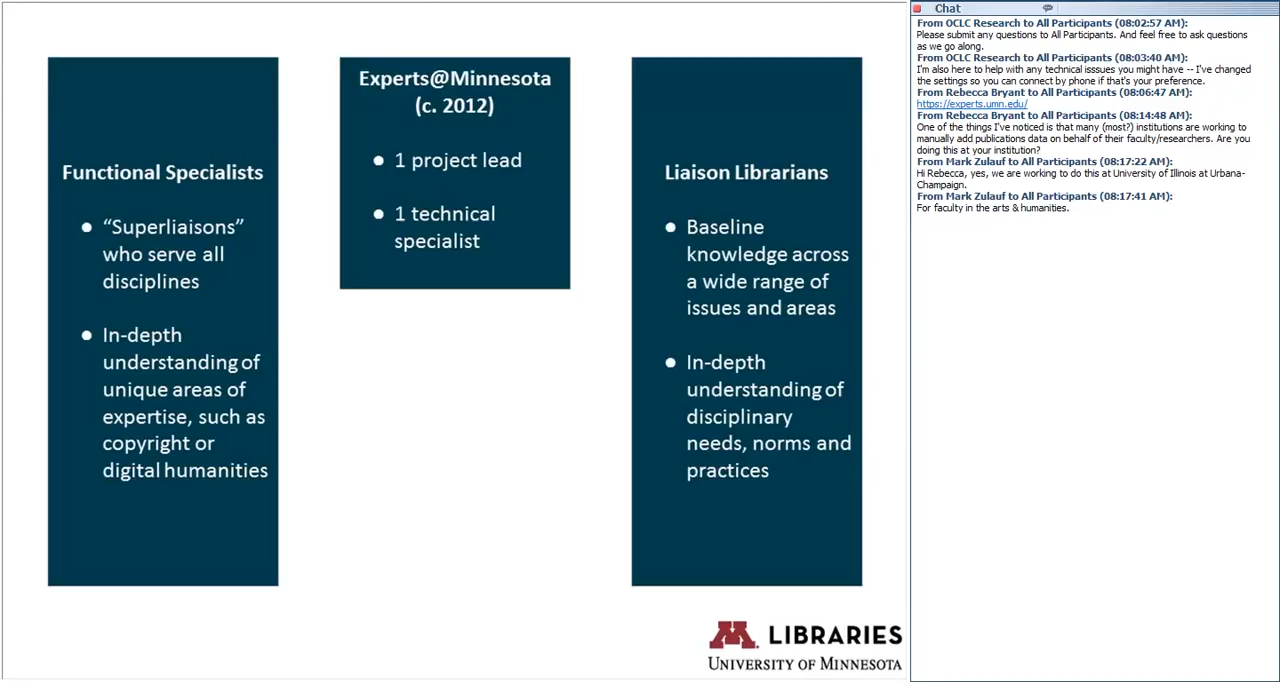 Functional Specialists
● “Superliaisons”
who serve all
disciplines
● In-depth
understanding of
unique areas of
expertise, such as
copyright or
digital humanities
Experts@Minnesota
(c. 2012)
● 1 project lead
● 1 technical
specialist
Liaison Librarians
● Baseline
knowledge across
a wide range of
issues and areas
● In-depth
understanding of
disciplinary
needs, norms and
practices
M LIBRARIES
UNIVERSITY OF MINNESOTA
Chat
From OCLC Research to All Participants (08:02:57 AM):
Please submit any questions to All Participants. And feel free to ask questions
as we go along.
From OCLC Research to All Participants (08:03:40 AM):
I'm also here to help with any technical isssues you might have -- I've changed
the settings so you can connect by phone if that's your preference.
From Rebecca Bryant to All Participants (08:06:47 AM):
https://experts.umn.edu/
From Rebecca Bryant to All Participants (08:14:48 AM):
One of the things I've noticed is that many (most?) institutions are working to
manually add publications data on behalf of their faculty/researchers. Are you
doing this at your institution?
From Mark Zulauf to All Participants (08:17:22 AM):
Hi Rebecca, yes, we are working to do this at University of Illinois at Urbana-
Champaign.
From Mark Zulauf to All Participants (08:17:41 AM):
For faculty in the arts & humanities.